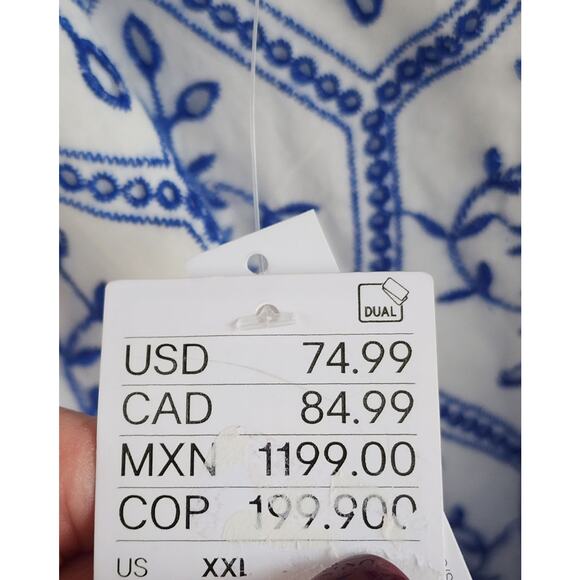 DUAL
USD 74.99
CAD 84.99
MXN 1199.00
COP 199.900
US XXL